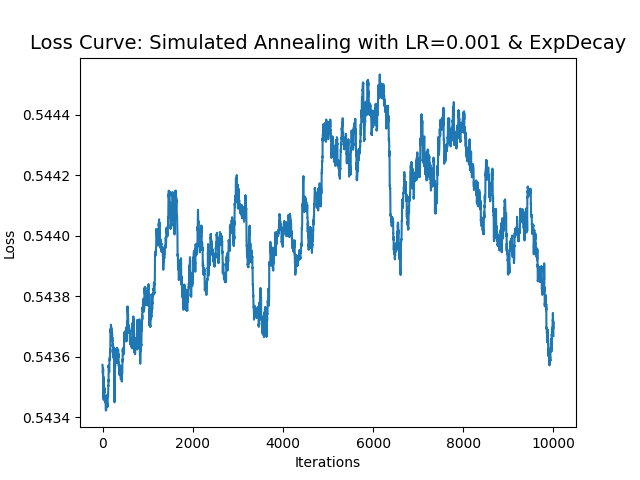 Loss Curve: Simulated Annealing with LR=0.001 & ExpDecay
0.5444
0.5442
0.5440
0.5438
0.5436
0.5434
Loss
0 2000 4000 6000 8000 10000
Iterations